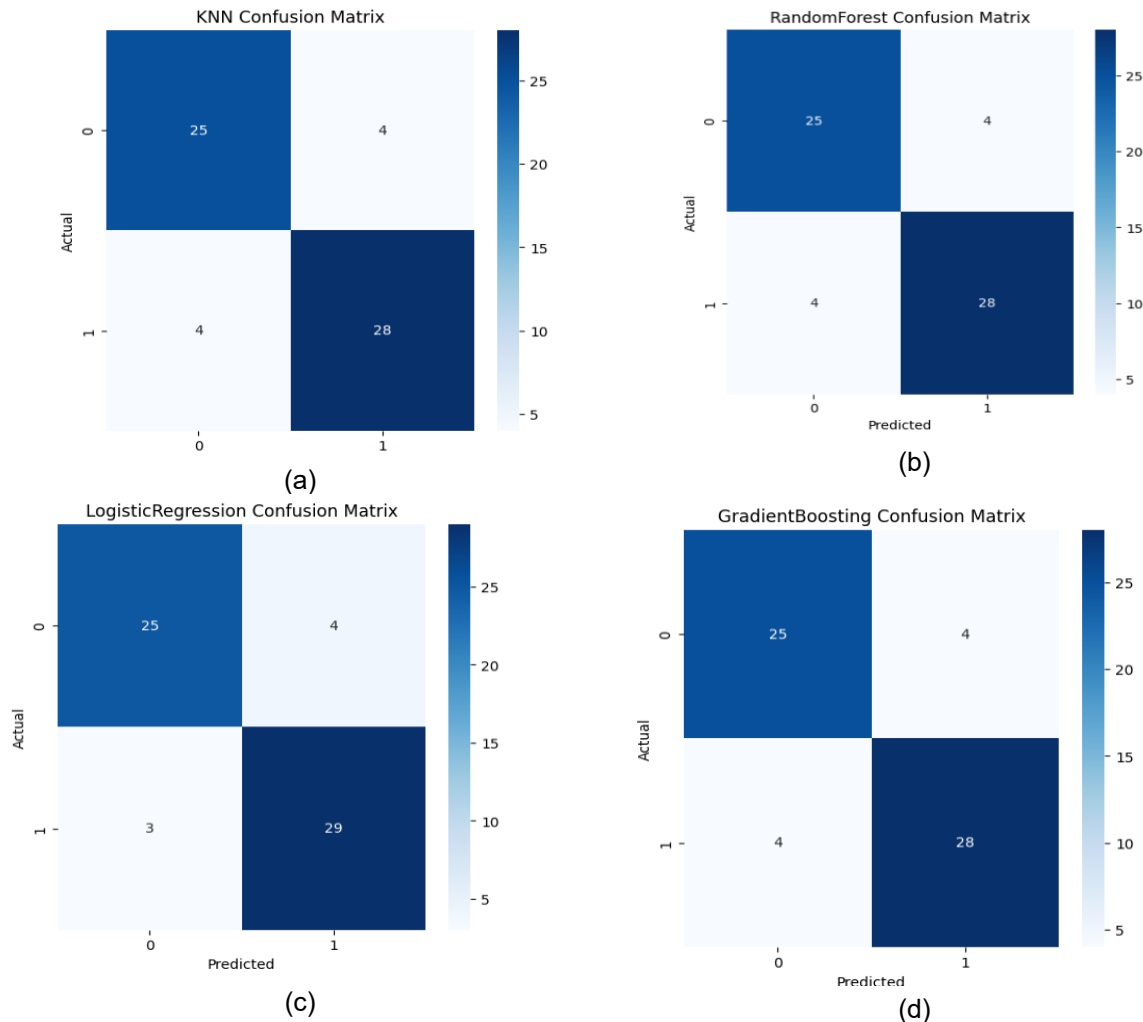 KNN Confusion Matrix
25 4
4 28
0
1
Actual
0 1
25
20
15
10
5
(a)
RandomForest Confusion Matrix
25 4
4 28
0
1
Actual
0 1
Predicted
25
20
15
10
5
(b)
LogisticRegression Confusion Matrix
25 4
3 29
0
1
Actual
0 1
Predicted
25
20
15
10
5
(c)
GradientBoosting Confusion Matrix
25 4
4 28
0
1
Actual
0 1
Predicted
25
20
15
10
5
(d)